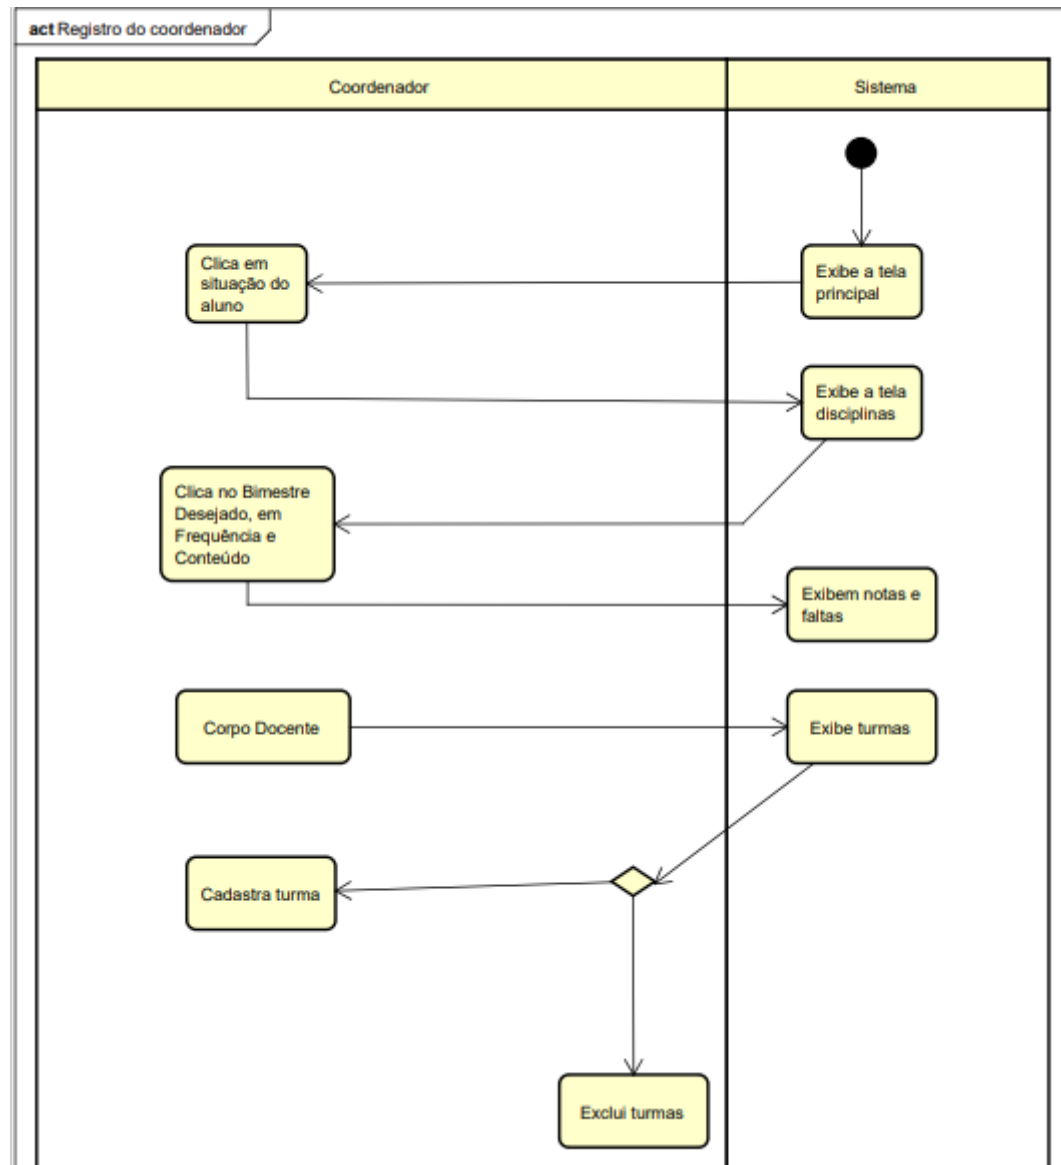 act Registro do coordenador
Coordenador
Sistema
Exibe a tela
principal
Clica em
situação do
aluno
Exibe a tela
disciplinas
Clica no Bimestre
Desejado, em
Frequência e
Conteúdo
Exibem notas e
faltas
Corpo Docente
Exibe turmas
Cadastra turma
Exclui turmas